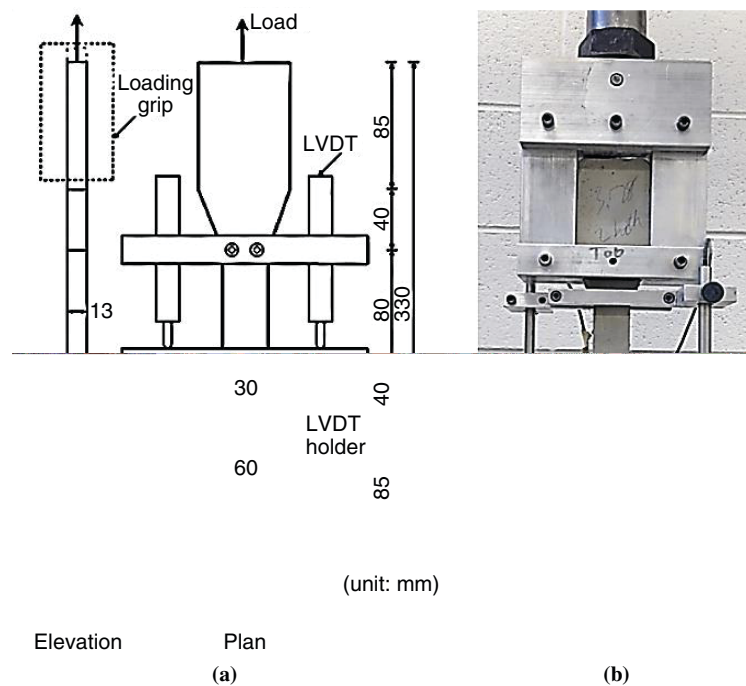 Load
Loading
grip
LVDT
85
40
80
330
13
30
40
LVDT
holder
60
85
(unit: mm)
Elevation
Plan
(a)
(b)
Tob